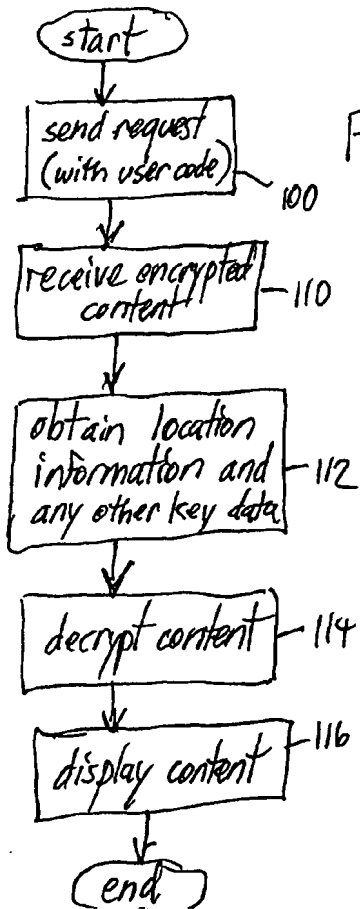 start
send request
(with user code)
100
F
receive encrypted
content
110
obtain location
information and
any other key data
112
decrypt content
114
display content
116
end